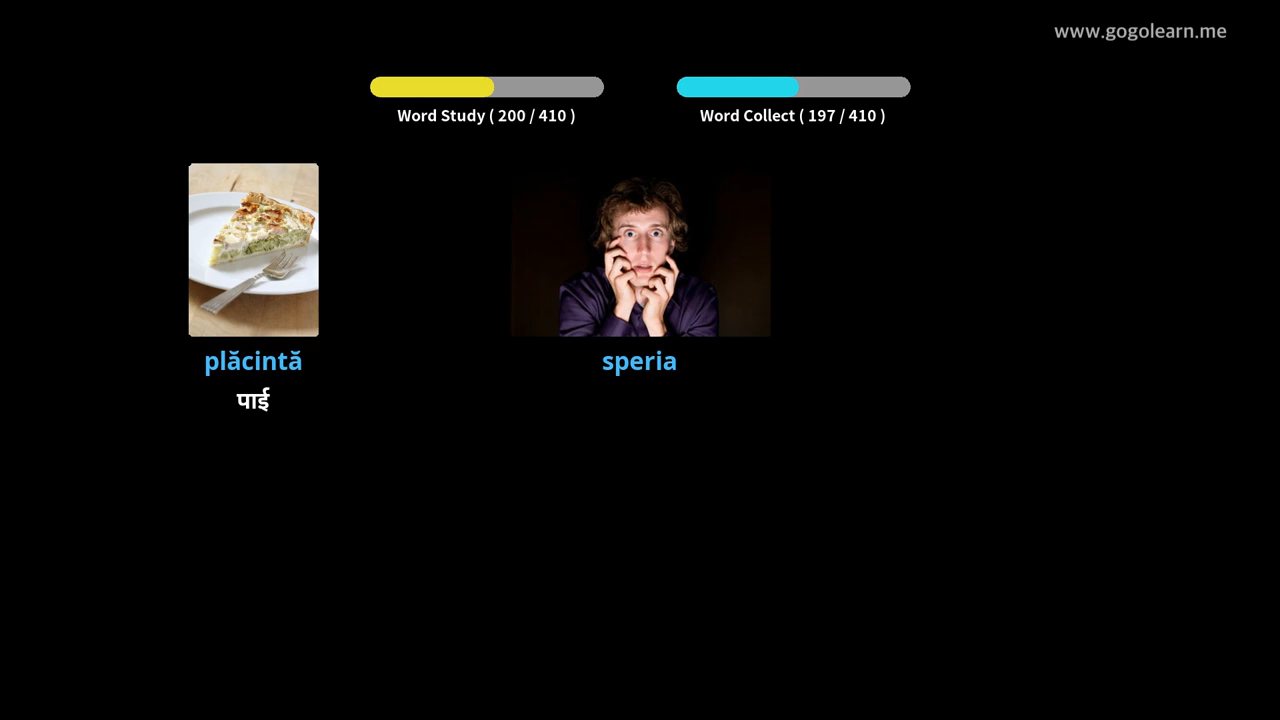 www.gogolearn.me
Word Study ( 200 / 410 )
Word Collect ( 197 / 410 )
plăcintă
speria
पाई